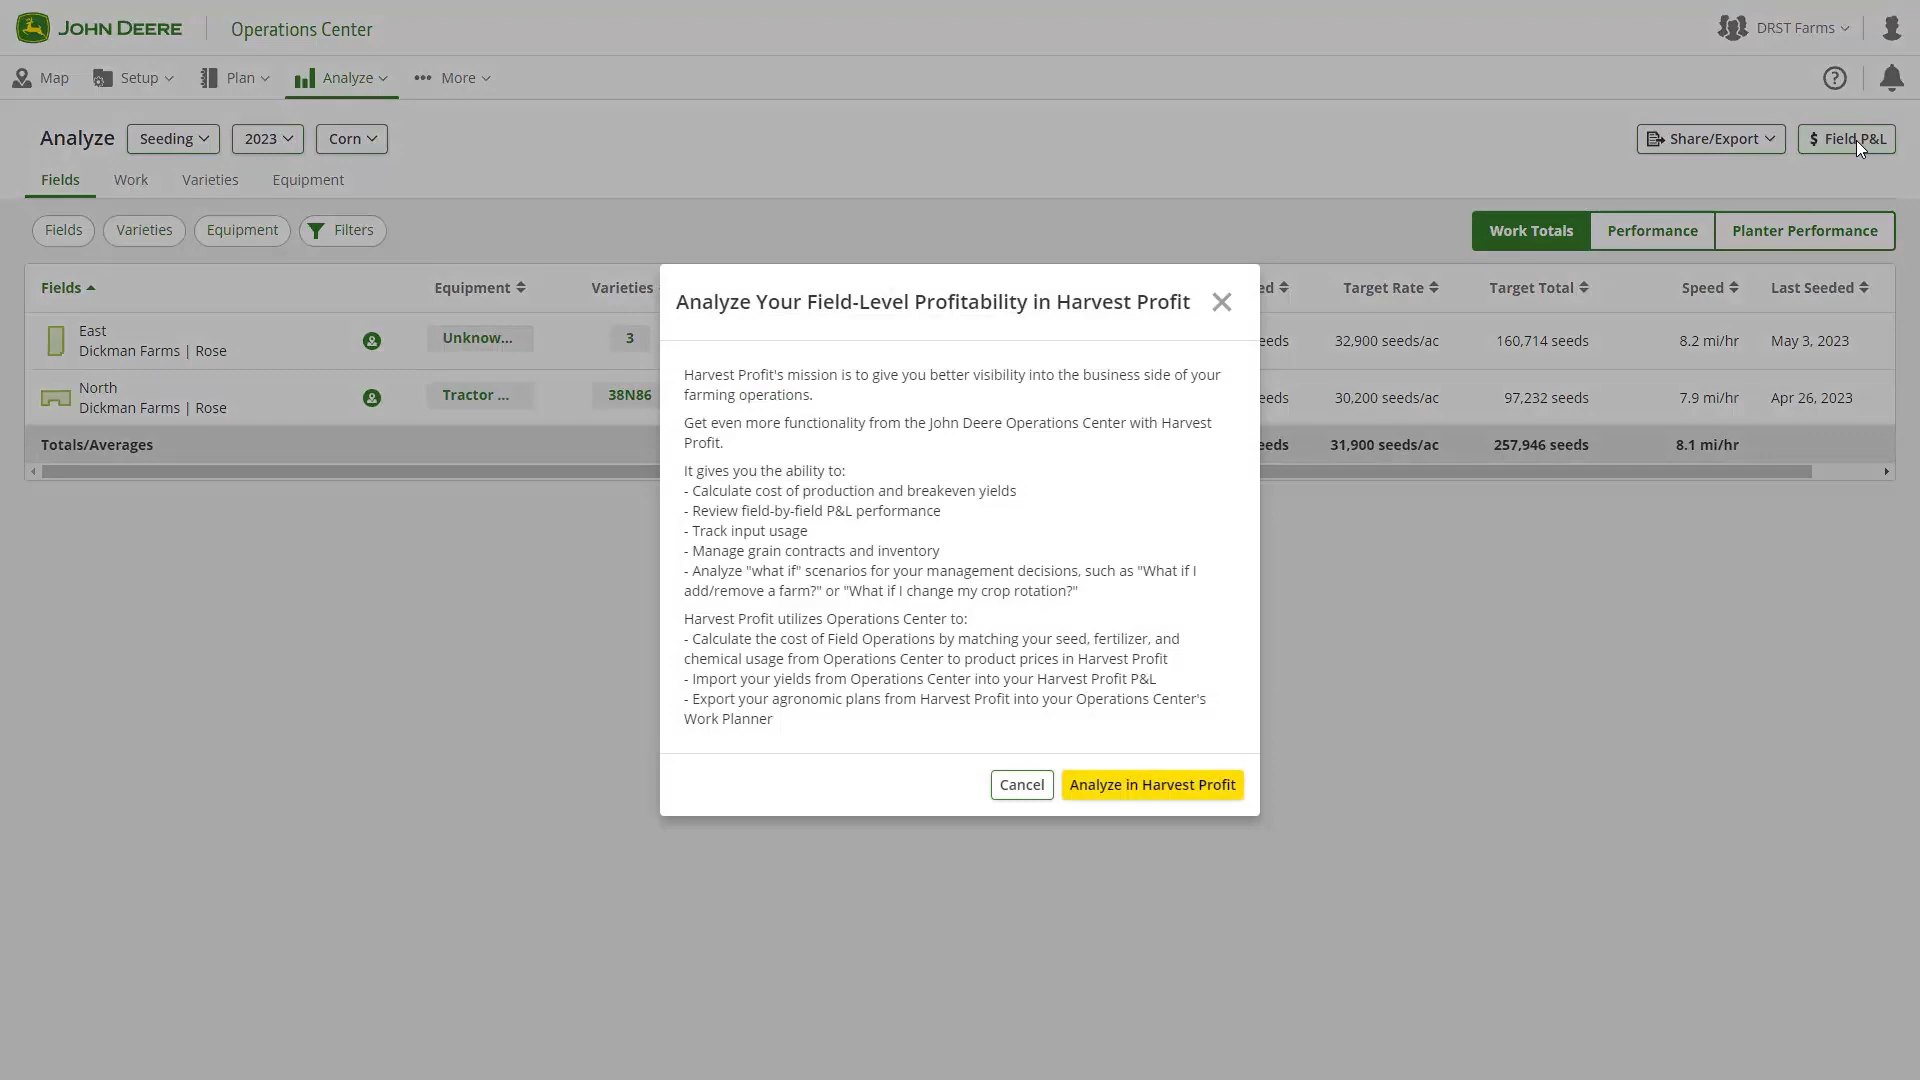 JOHN DEERE
Operations Center
DRST Farms
Map
Setup
Plan
Analyze
More
Analyze
Seeding
2023
Corn
Share/Export
$ Field P&L
Fields
Work
Varieties
Equipment
Fields
Varieties
Equipment
Filters
Work Totals
Performance
Planter Performance
Fields
Equipment
Varieties
ed
Target Rate
Target Total
Speed
Last Seeded
East
Dickman Farms | Rose
Unknow...
3
eeds
32,900 seeds/ac
160,714 seeds
8.2 mi/hr
May 3, 2023
North
Dickman Farms | Rose
Tractor ...
38N86
eeds
30,200 seeds/ac
97,232 seeds
7.9 mi/hr
Apr 26, 2023
Totals/Averages
eeds
31,900 seeds/ac
257,946 seeds
8.1 mi/hr
Analyze Your Field-Level Profitability in Harvest Profit
Harvest Profit's mission is to give you better visibility into the business side of your
farming operations.
Get even more functionality from the John Deere Operations Center with Harvest
Profit.
It gives you the ability to:
- Calculate cost of production and breakeven yields
- Review field-by-field P&L performance
- Track input usage
- Manage grain contracts and inventory
- Analyze "what if" scenarios for your management decisions, such as "What if I
add/remove a farm?" or "What if I change my crop rotation?"
Harvest Profit utilizes Operations Center to:
- Calculate the cost of Field Operations by matching your seed, fertilizer, and
chemical usage from Operations Center to product prices in Harvest Profit
- Import your yields from Operations Center into your Harvest Profit P&L
- Export your agronomic plans from Harvest Profit into your Operations Center's
Work Planner
Cancel
Analyze in Harvest Profit